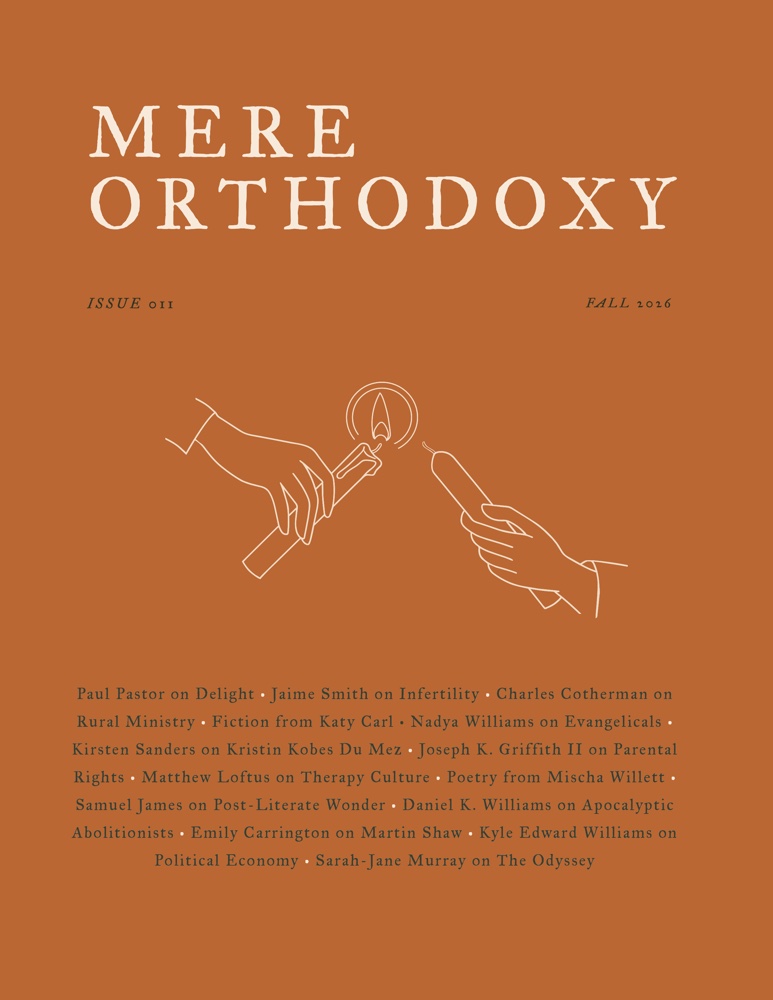 MERE
ORTHODOXY
ISSUE 011
FALL 2026
Paul Pastor on Delight • Jaime Smith on Infertility • Charles Cotherman on
Rural Ministry • Fiction from Katy Carl • Nadya Williams on Evangelicals •
Kirsten Sanders on Kristin Kobes Du Mez • Joseph K. Griffith II on Parental
Rights • Matthew Loftus on Therapy Culture • Poetry from Mischa Willett •
Samuel James on Post-Literate Wonder • Daniel K. Williams on Apocalyptic
Abolitionists • Emily Carrington on Martin Shaw • Kyle Edward Williams on
Political Economy • Sarah-Jane Murray on The Odyssey